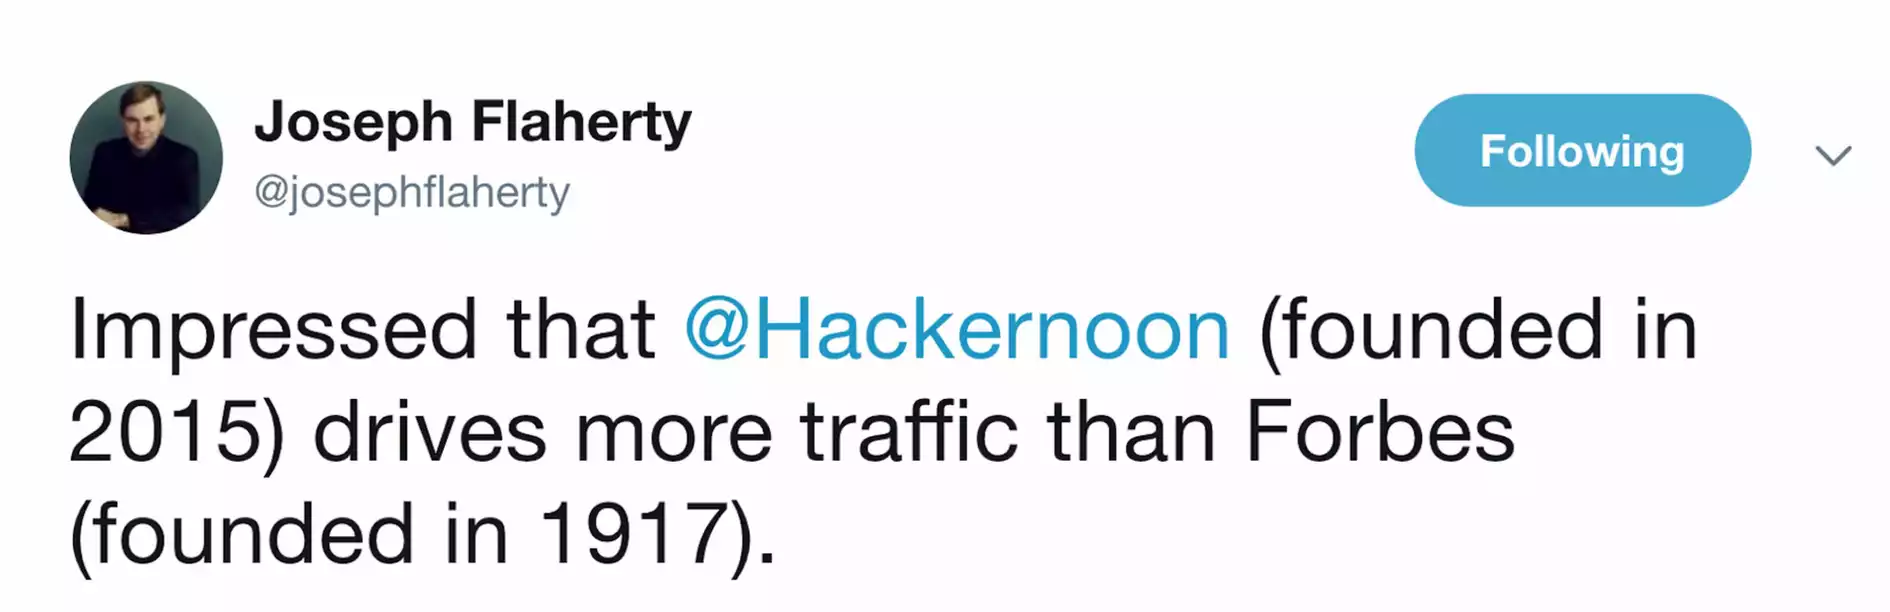 Joseph Flaherty
@josephflaherty
Following
Impressed that @Hackernoon (founded in
2015) drives more traffic than Forbes
(founded in 1917).